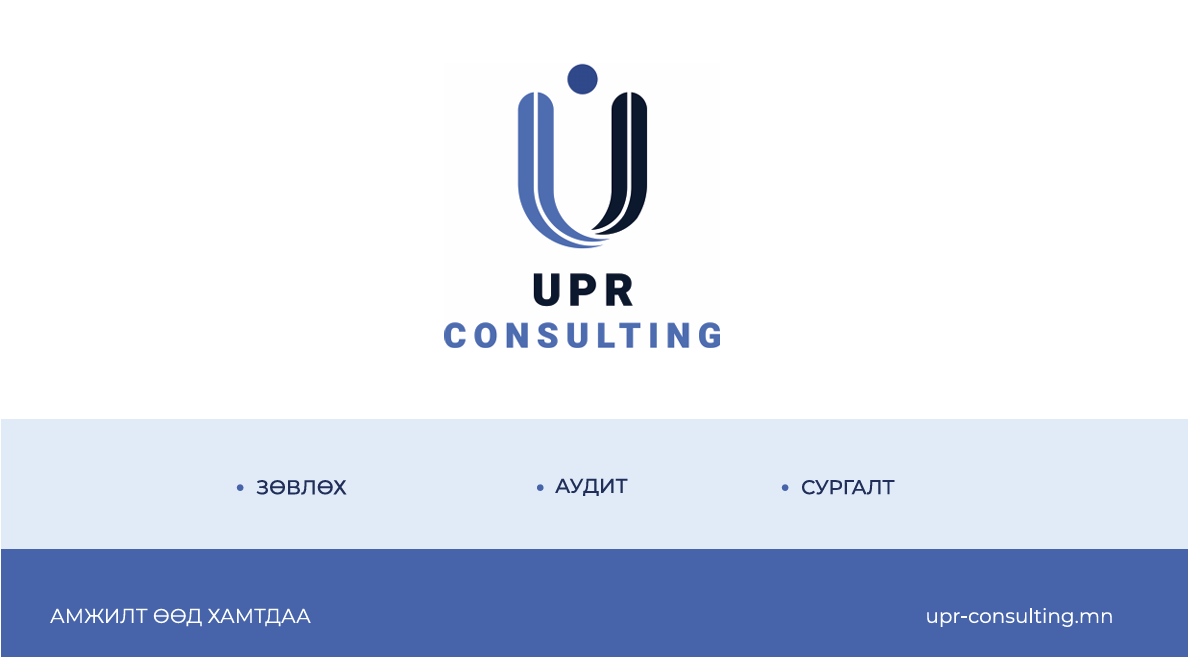 UPR
CONSULTING
• ЗӨВЛӨХ
• АУДИТ
• СУРГАЛТ
АМЖИЛТ ӨӨД ХАМТДАА
upr-consulting.mn